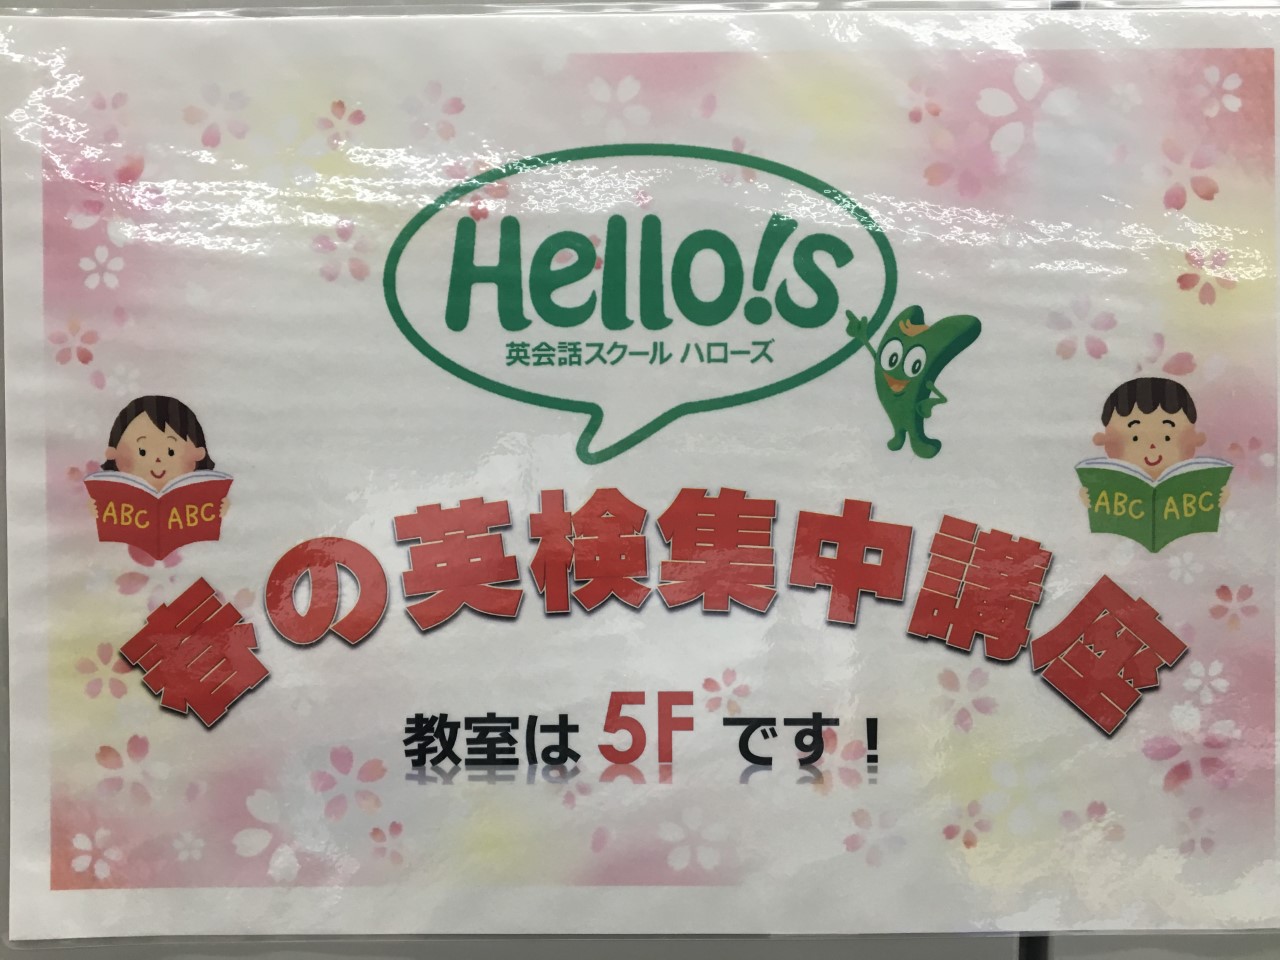 Hello!s
英会話スクール ハローズ
ABC ABC
ABC ABC
春の英検集中講座
教室は 5F です！